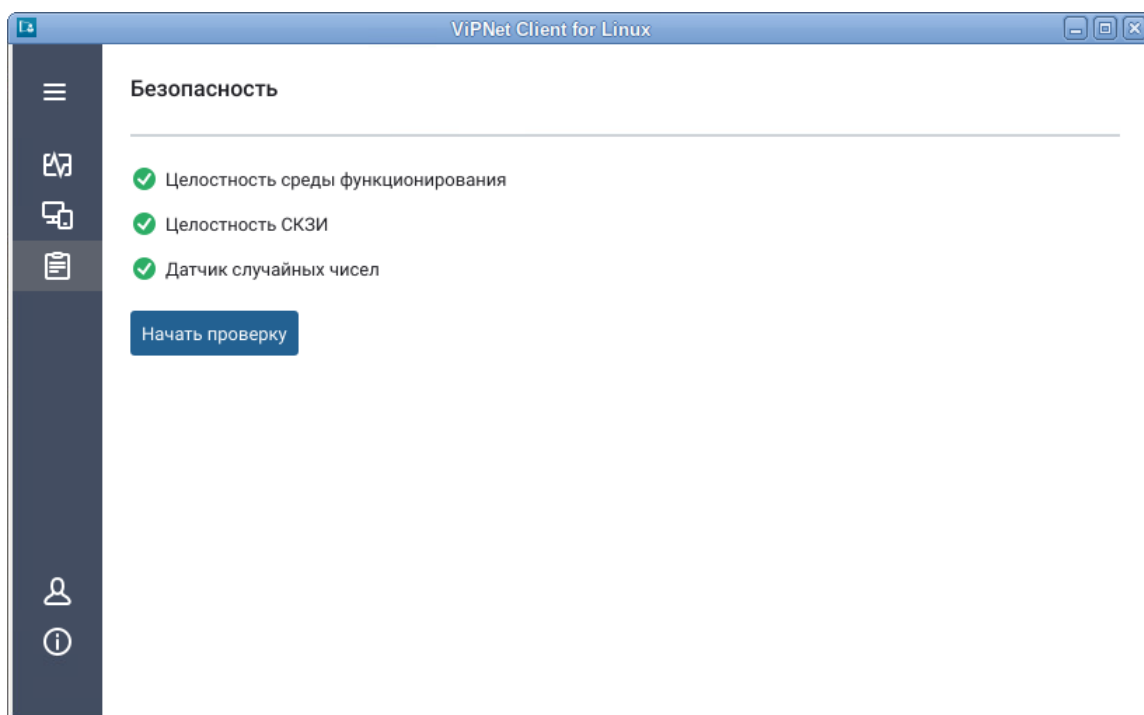 ViPNet Client for Linux
Безопасность
Целостность среды функционирования
Целостность СКЗИ
Датчик случайных чисел
Начать проверку